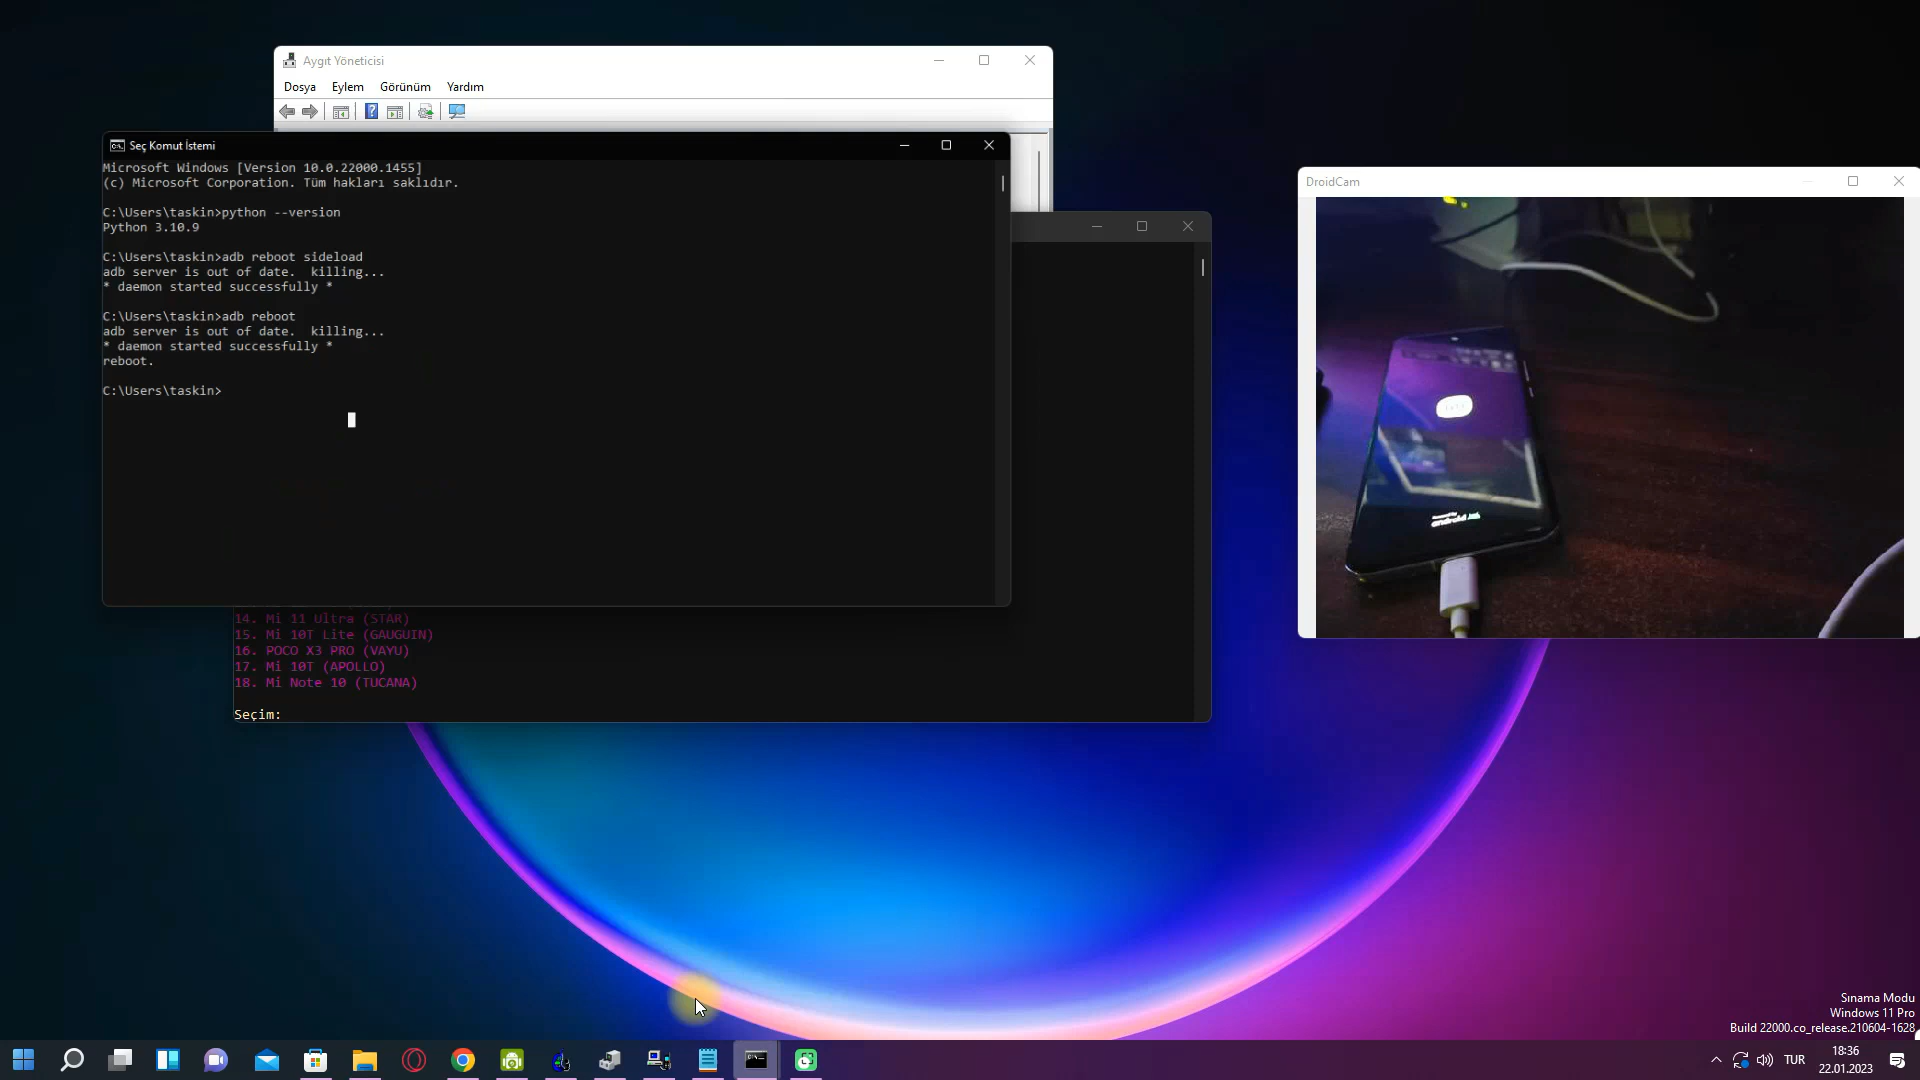 Aygıt Yöneticisi
Dosya Eylem Görünüm Yardım
Seç Komut İstemi
Microsoft Windows [Version 10.0.22000.1455]
(c) Microsoft Corporation. Tüm hakları saklıdır.
C:\Users\taskin>python --version
Python 3.10.9
C:\Users\taskin>adb reboot sideload
adb server is out of date.  killing...
* daemon started successfully *
C:\Users\taskin>adb reboot
adb server is out of date.  killing...
* daemon started successfully *
reboot.
C:\Users\taskin>
14. Mi 11 Ultra (STAR)
15. Mi 10T Lite (GAUGUIN)
16. POCO X3 PRO (VAYU)
17. Mi 10T (APOLLO)
18. Mi Note 10 (TUCANA)
Seçim:
DroidCam
android
Sınama Modu
Windows 11 Pro
Build 22000.co_release.210604-1628
TUR
18:36
22.01.2023